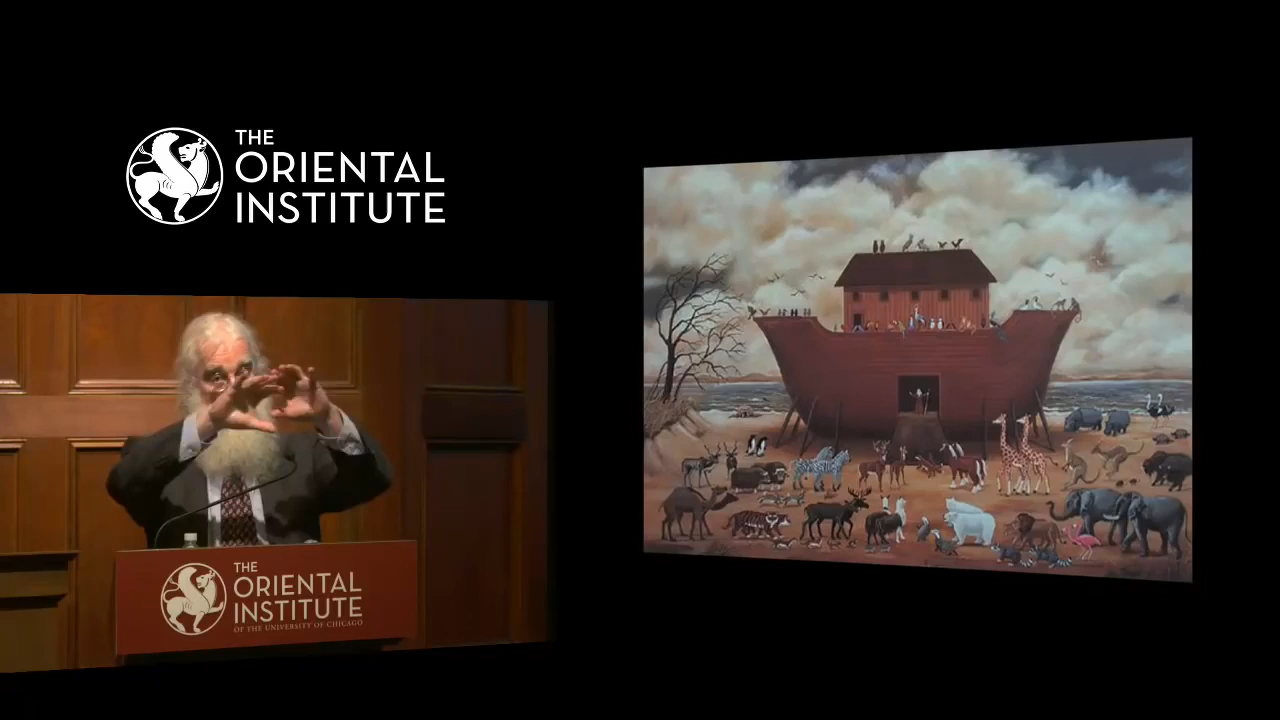 THE
ORIENTAL
INSTITUTE
THE
ORIENTAL
INSTITUTE
OF THE UNIVERSITY OF CHICAGO